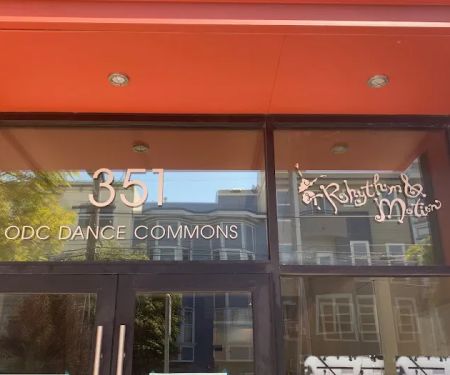 351
ODC DANCE COMMONS
Rhythm &
Motion